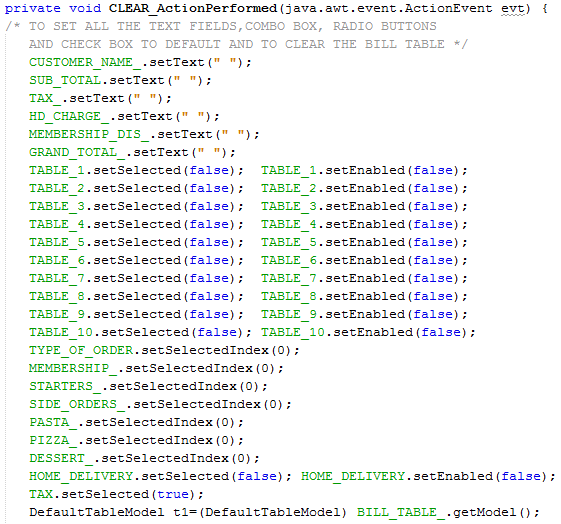 private void CLEAR_ActionPerformed(java.awt.event.ActionEvent evt) {
/* TO SET ALL THE TEXT FIELDS,COMBO BOX, RADIO BUTTONS
AND CHECK BOX TO DEFAULT AND TO CLEAR THE BILL TABLE */
CUSTOMER_NAME_.setText(" ");
SUB_TOTAL.setText(" ");
TAX_.setText(" ");
HD_CHARGE_.setText(" ");
MEMBERSHIP_DIS_.setText(" ");
GRAND_TOTAL_.setText(" ");
TABLE_1.setSelected(false);  TABLE_1.setEnabled(false);
TABLE_2.setSelected(false);  TABLE_2.setEnabled(false);
TABLE_3.setSelected(false);  TABLE_3.setEnabled(false);
TABLE_4.setSelected(false);  TABLE_4.setEnabled(false);
TABLE_5.setSelected(false);  TABLE_5.setEnabled(false);
TABLE_6.setSelected(false);  TABLE_6.setEnabled(false);
TABLE_7.setSelected(false);  TABLE_7.setEnabled(false);
TABLE_8.setSelected(false);  TABLE_8.setEnabled(false);
TABLE_9.setSelected(false);  TABLE_9.setEnabled(false);
TABLE_10.setSelected(false); TABLE_10.setEnabled(false);
TYPE_OF_ORDER.setSelectedIndex(0);
MEMBERSHIP_.setSelectedIndex(0);
STARTERS_.setSelectedIndex(0);
SIDE_ORDERS_.setSelectedIndex(0);
PASTA_.setSelectedIndex(0);
PIZZA_.setSelectedIndex(0);
DESSERT_.setSelectedIndex(0);
HOME_DELIVERY.setSelected(false); HOME_DELIVERY.setEnabled(false);
TAX.setSelected(true);
DefaultTableModel t1=(DefaultTableModel) BILL_TABLE_.getModel();